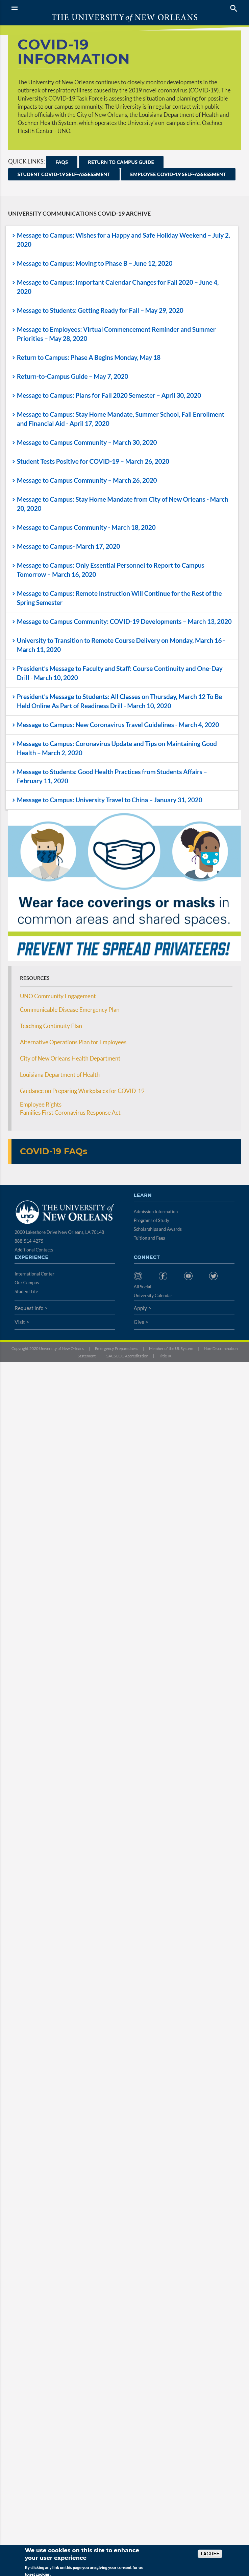 THE UNIVERSITY of NEW ORLEANS
COVID-19
INFORMATION
The University of New Orleans continues to closely monitor developments in the
outbreak of respiratory illness caused by the 2019 novel coronavirus (COVID-19). The
University's COVID-19 Task Force is assessing the situation and planning for possible
impacts to our campus. The University remains in constant communication with public
health officials with the City of New Orleans, the Louisiana Department of Health and
Oschner Health System, which operates the University's on-campus clinic, Oschner
Health Center - UNO.
QUICK LINKS: FAQS RETURN TO CAMPUS GUIDE
STUDENT COVID-19 SELF-ASSESSMENT EMPLOYEE COVID-19 SELF-ASSESSMENT
UNIVERSITY COMMUNICATIONS COVID-19 ARCHIVE
Message to Campus: Wishes for a Happy and Safe Holiday Weekend – July 2,
2020
Message to Campus: Moving to Phase B – June 12, 2020
Message to Campus: Important Calendar Changes for Fall 2020 – June 4,
2020
Message to Students: Getting Ready for Fall – May 29, 2020
Message to Employees: Virtual Commencement Reminder and Summer
Priorities – May 28, 2020
Return to Campus: Phase A Begins Monday, May 18
Return-to-Campus Guide – May 7, 2020
Message to Campus: Plans for Fall 2020 Semester – April 30, 2020
Message to Campus: Stay Home Mandate, Summer School, Fall Enrollment
and Financial Aid - April 17, 2020
Message to Campus Community – March 30, 2020
Student Tests Positive for COVID-19 – March 26, 2020
Message to Campus Community – March 26, 2020
Message to Campus: Stay Home Mandate from City of New Orleans - March
20, 2020
Message to Campus Community - March 18, 2020
Message to Campus- March 17, 2020
Message to Campus: Only Essential Personnel to Report to Campus
Tomorrow – March 16, 2020
Message to Campus: Remote Instruction Will Continue for the Rest of the
Spring Semester
Message to Campus Community: COVID-19 Developments – March 13, 2020
University to Transition to Remote Course Delivery on Monday, March 16 -
March 11, 2020
President's Message to Faculty and Staff: Course Continuity and One-Day
Drill - March 10, 2020
President's Message to Students: All Classes on Thursday, March 12 To Be
Held Online As Part of Readiness Drill - March 10, 2020
Message to Campus: New Coronavirus Travel Guidelines - March 4, 2020
Message to Campus: Coronavirus Update and Tips on Maintaining Good
Health – March 2, 2020
Message to Students: Good Health Practices from Students Affairs –
February 11, 2020
Message to Campus: University Travel to China – January 31, 2020
Wear face coverings or masks in
common areas and shared spaces.
PREVENT THE SPREAD PRIVATEERS!
RESOURCES
UNO Community Engagement
Communicable Disease Emergency Plan
Teaching Continuity Plan
Alternative Operations Plan for Employees
City of New Orleans Health Department
Louisiana Department of Health
Guidance on Preparing Workplaces for COVID-19
Employee Rights
Families First Coronavirus Response Act
COVID-19 FAQs
UNO THE UNIVERSITY of
NEW ORLEANS
2000 Lakeshore Drive New Orleans, LA 70148
888-514-4275
Additional Contacts
LEARN
Admission Information
Programs of Study
Scholarships and Awards
Tuition and Fees
EXPERIENCE
International Center
Our Campus
Student Life
CONNECT
All Social
University Calendar
Request Info >
Apply >
Visit >
Give >
Copyright 2020 University of New Orleans | Emergency Preparedness | Member of the UL System | Non-Discrimination
Statement | SACSCOC Accreditation | Title IX
We use cookies on this site to enhance
your user experience
By clicking any link on this page you are giving your consent for us
to set cookies.
I AGREE